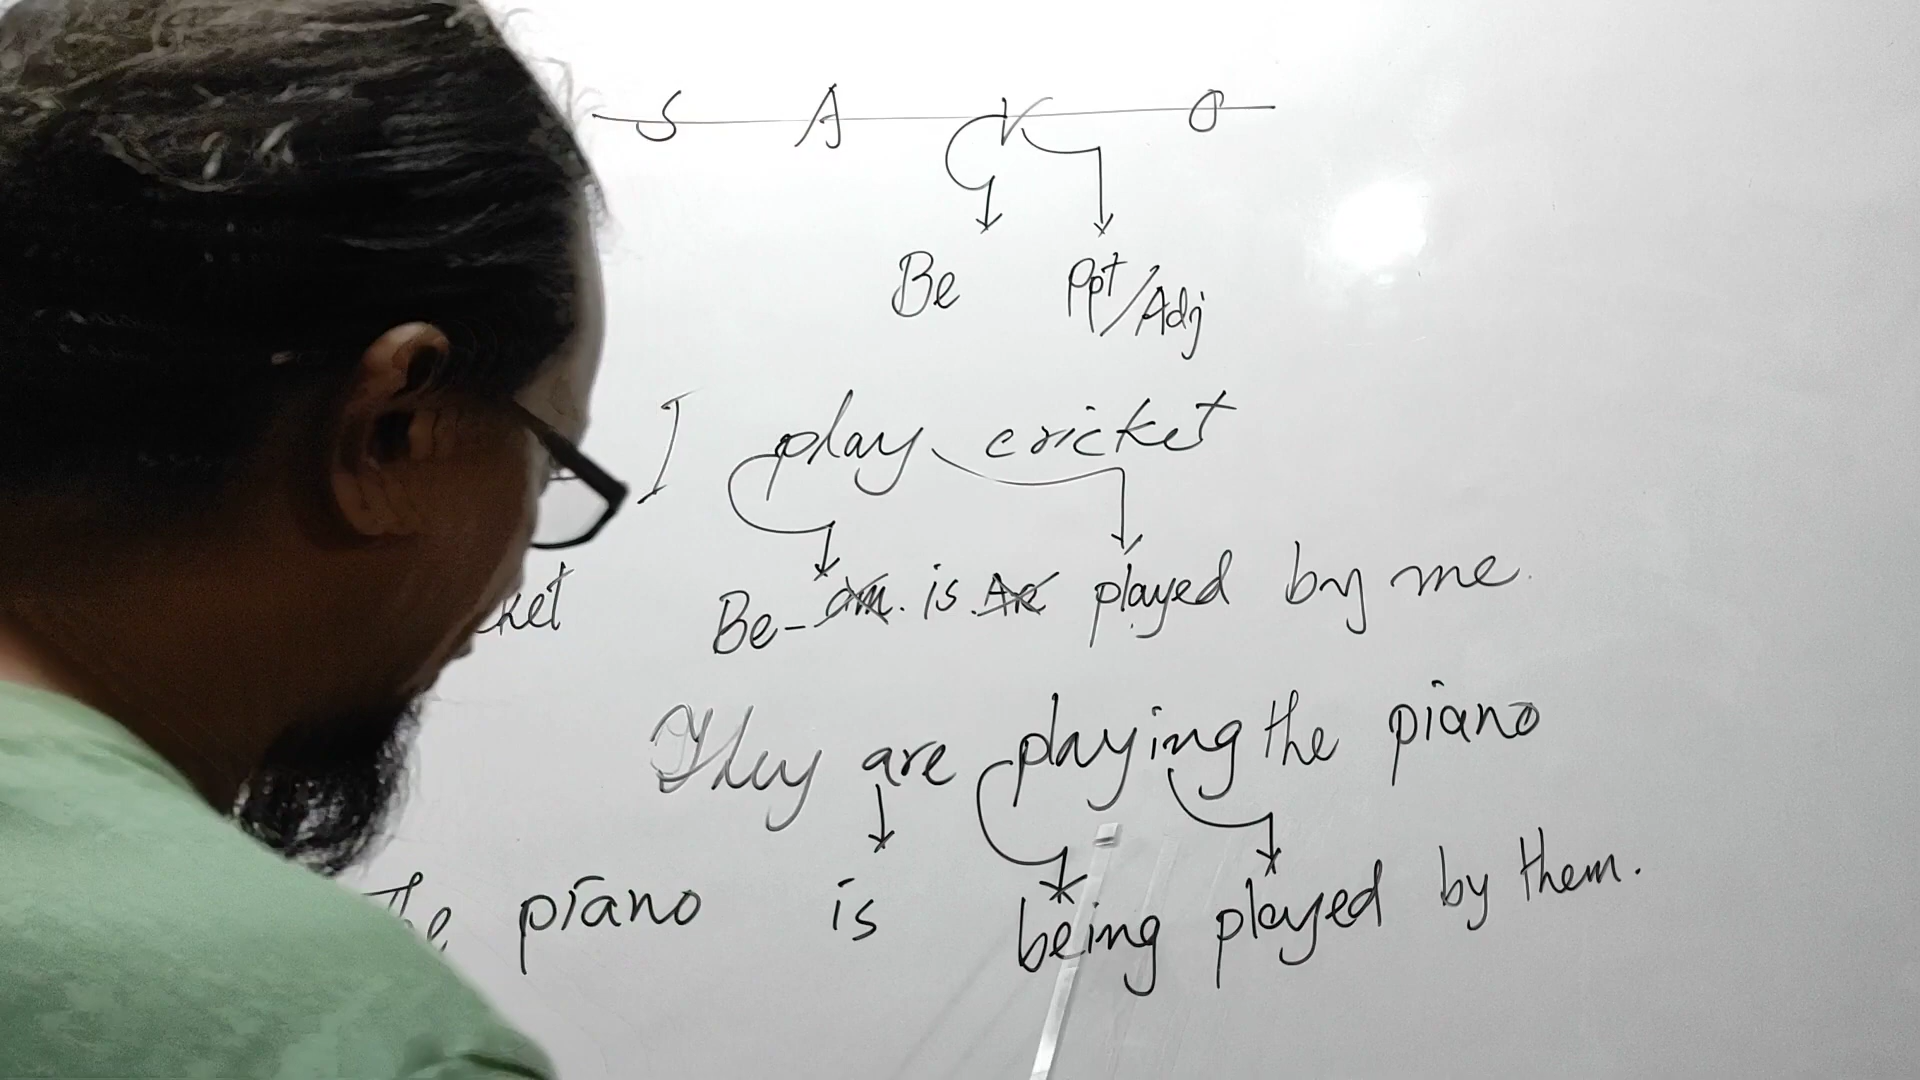 S A V O
Be Ppt/Adj
I play cricket
Be- am. is. Are played by me.
They are playing the piano
The piano is being played by them.